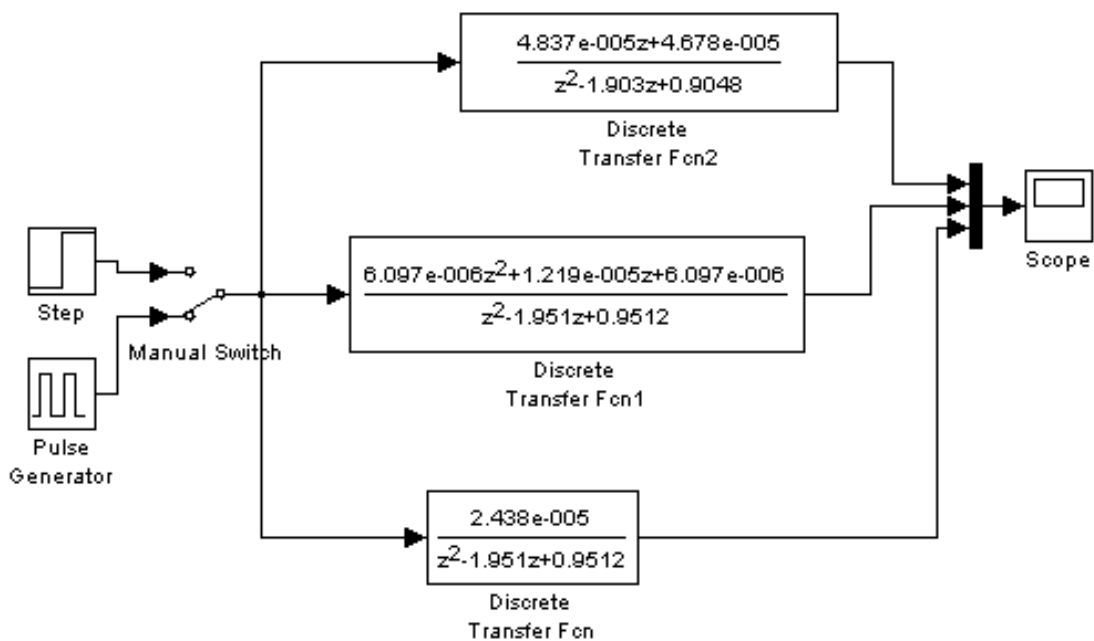 4.837e-005z+4.678e-005
z2-1.903z+0.9048
Discrete
Transfer Fcn2
Step
Manual Switch
6.097e-006z2+1.219e-005z+6.097e-006
z2-1.951z+0.9512
Discrete
Transfer Fcn1
Scope
Pulse
Generator
2.438e-005
z2-1.951z+0.9512
Discrete
Transfer Fcn